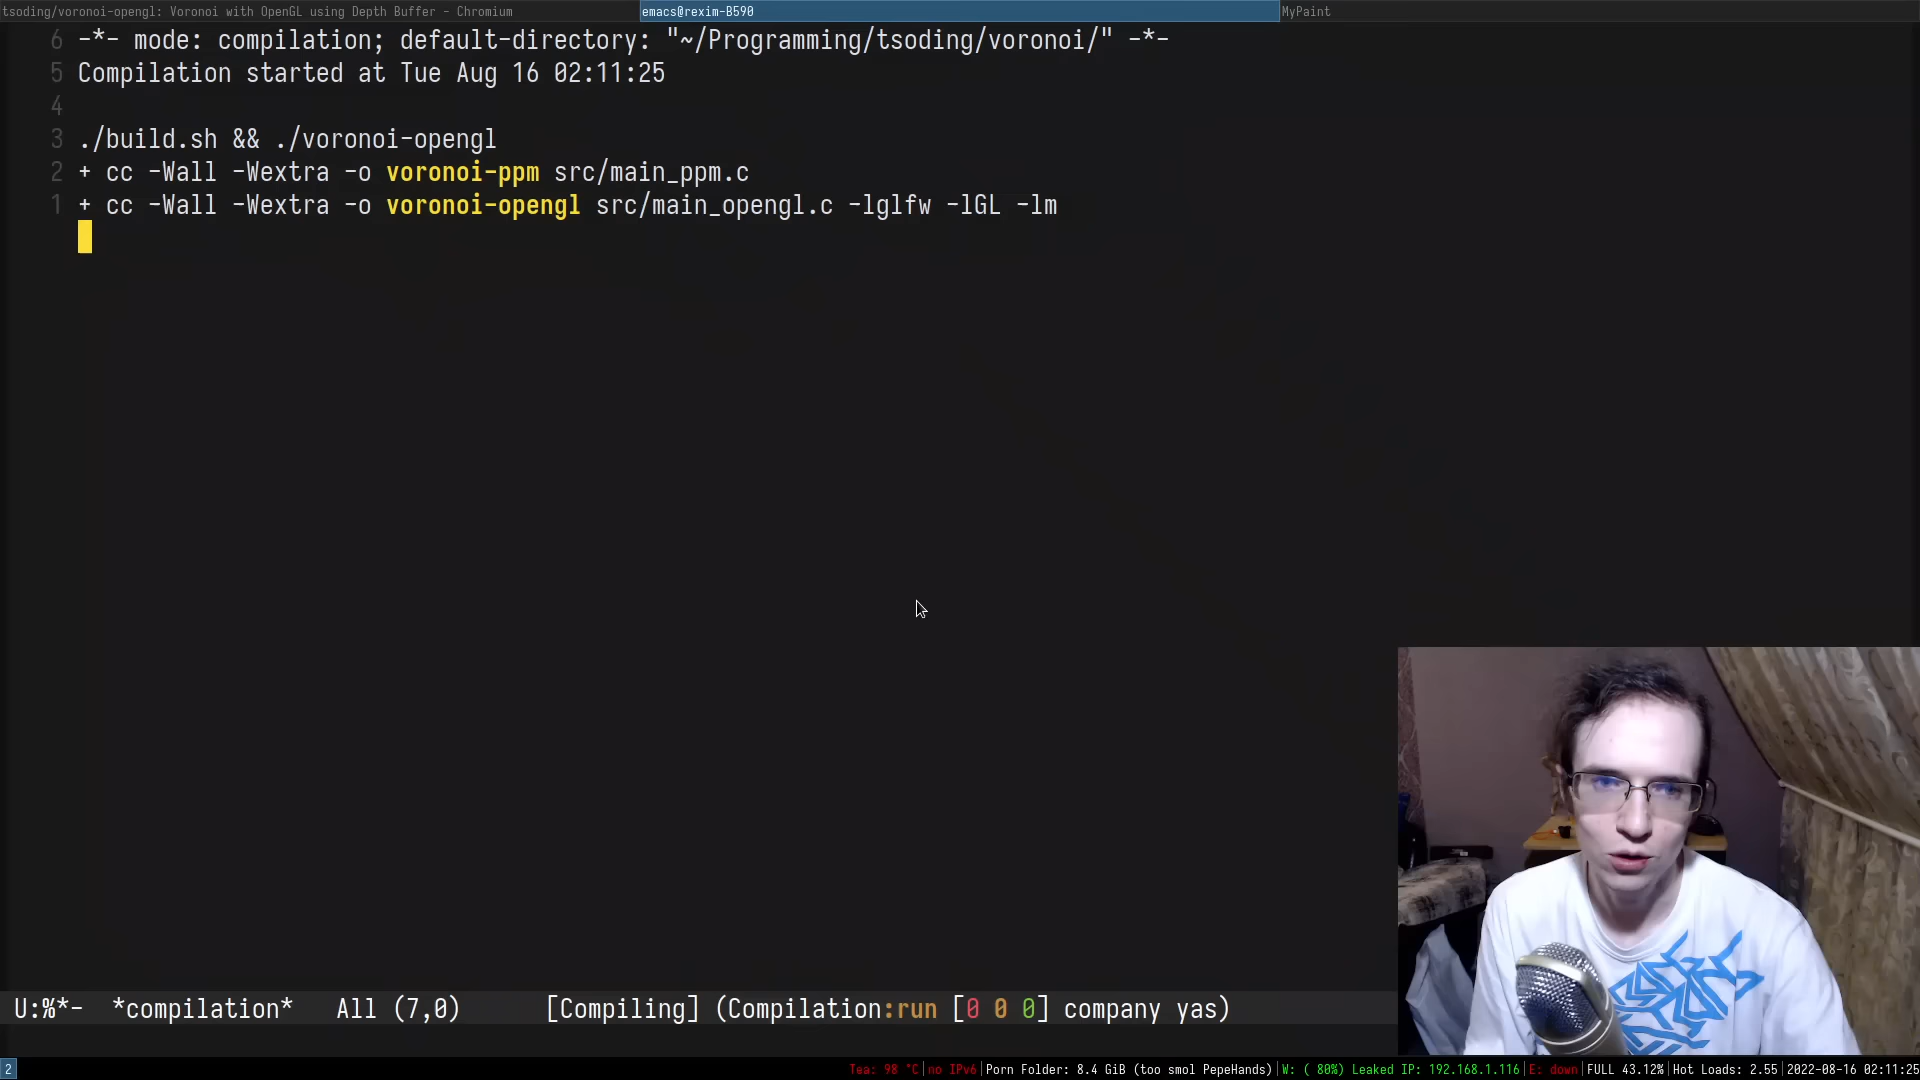 tsoding/voronoi-opengl: Voronoi with OpenGL using Depth Buffer - Chromium
emacs@rexim-B590
MyPaint
6 -*- mode: compilation; default-directory: "~/Programming/tsoding/voronoi/" -*-
5 Compilation started at Tue Aug 16 02:11:25
4
3 ./build.sh && ./voronoi-opengl
2 + cc -Wall -Wextra -o voronoi-ppm src/main_ppm.c
1 + cc -Wall -Wextra -o voronoi-opengl src/main_opengl.c -lglfw -lGL -lm
U:%*- *compilation* All (7,0) [Compiling] (Compilation:run [0 0 0] company yas)
2 Tea: 98 °C|no IPv6|Porn Folder: 8.4 GiB (too smol PepeHands)|W: ( 80%) Leaked IP: 192.168.1.116|E: down|FULL 43.12%|Hot Loads: 2.55|2022-08-16 02:11:25